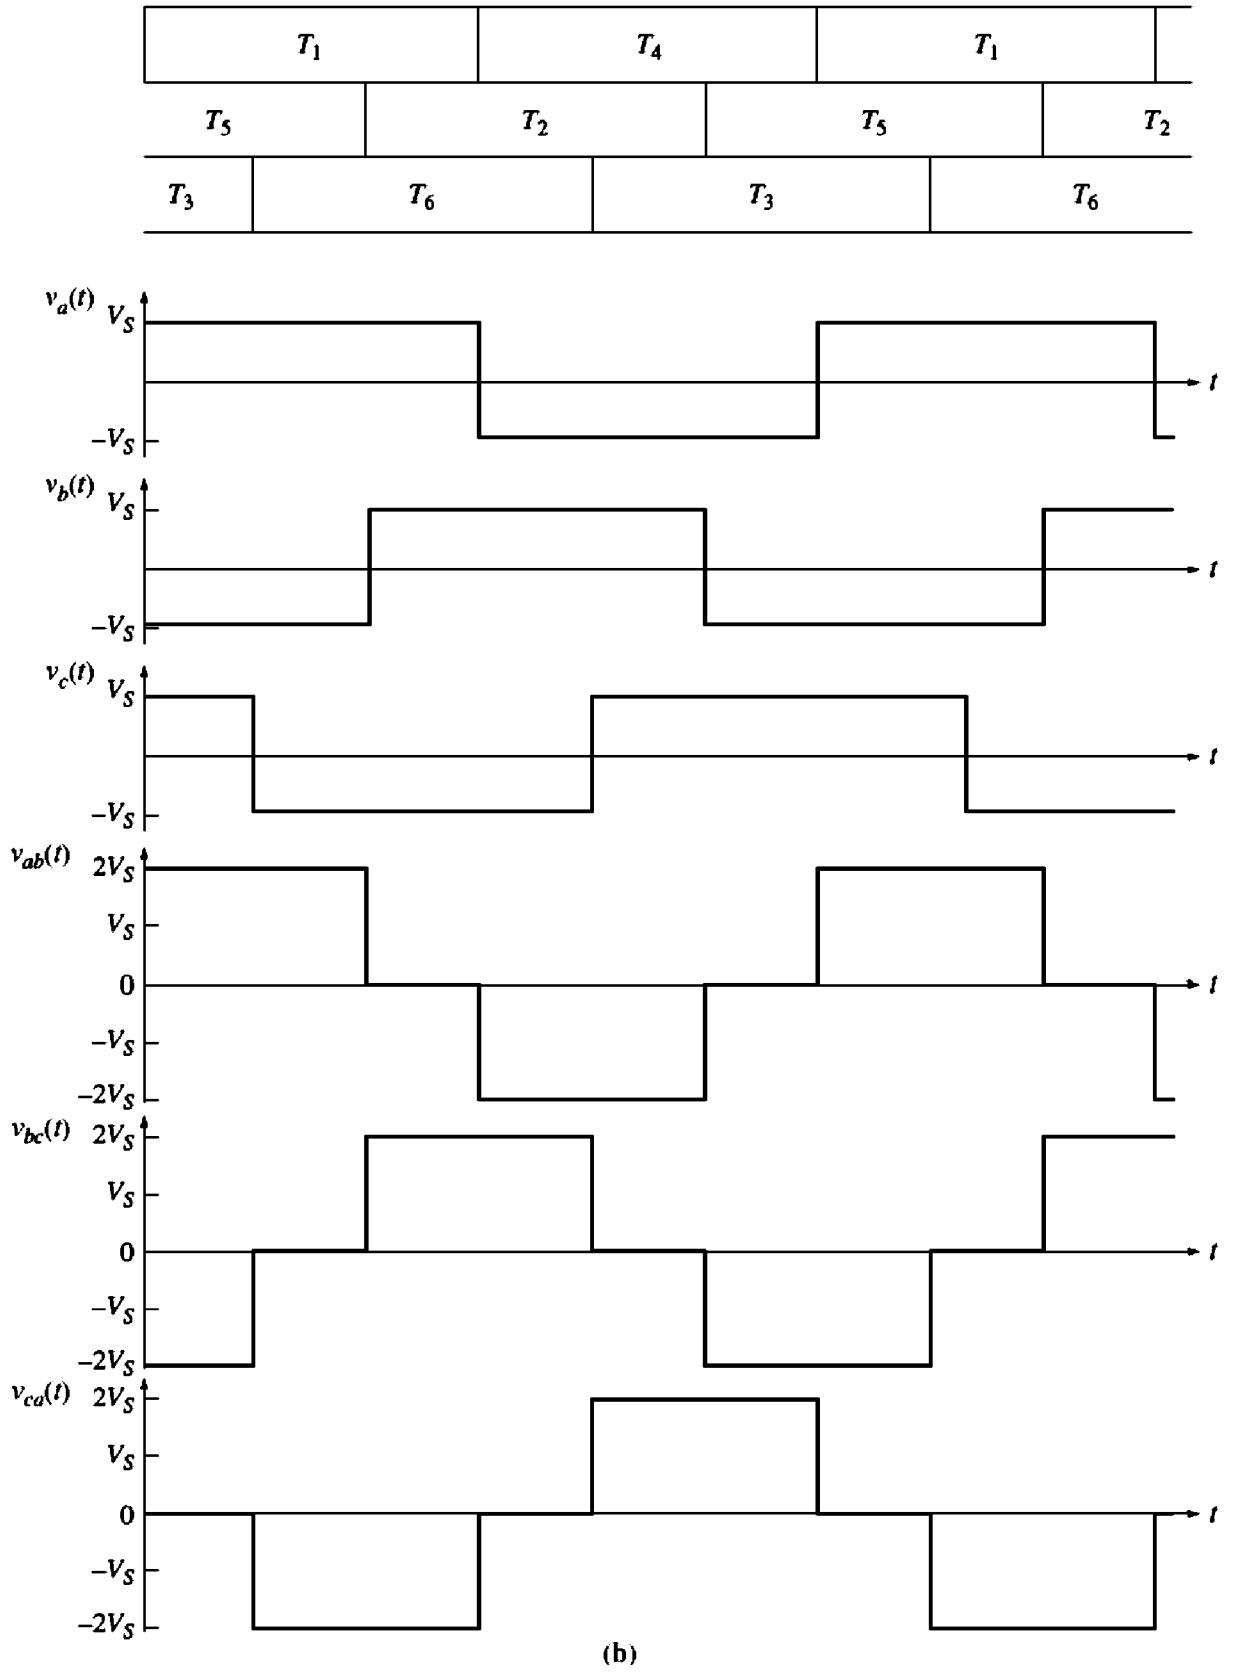 T1 T4 T1
T5 T2 T5 T2
T3 T6 T3 T6
va(t)
VS
t
–VS
vb(t)
VS
t
–VS
vc(t)
VS
t
–VS
vab(t)
2VS
VS
0
t
–VS
–2VS
vbc(t)
2VS
VS
0
t
–VS
–2VS
vca(t)
2VS
VS
0
t
–VS
–2VS
(b)